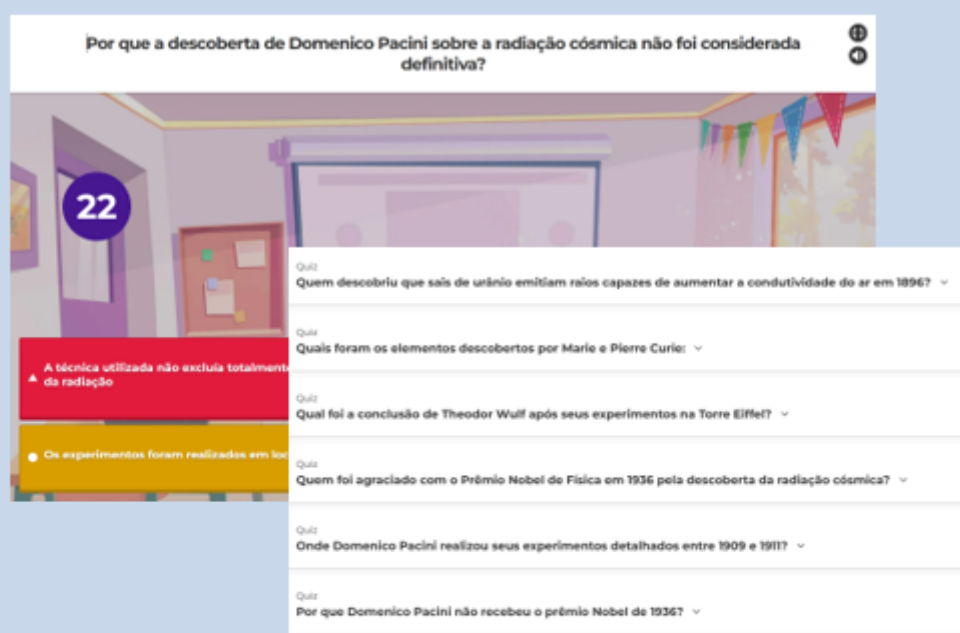 Por que a descoberta de Domenico Pacini sobre a radiação cósmica não foi considerada
definitiva?
22
A técnica utilizada não excluía totalmente
da radiação
Os experimentos foram realizados em
Quiz
Quem descobriu que sais de urânio emitiam raios capazes de aumentar a condutividade do ar em 1896?
Quiz
Quais foram os elementos descobertos por Marie e Pierre Curie:
Quiz
Qual foi a conclusão de Theodor Wulf após seus experimentos na Torre Eiffel?
Quiz
Quem foi agraciado com o Prêmio Nobel de Física em 1936 pela descoberta da radiação cósmica?
Quiz
Onde Domenico Pacini realizou seus experimentos detalhados entre 1909 e 1911?
Quiz
Por que Domenico Pacini não recebeu o prêmio Nobel de 1936?